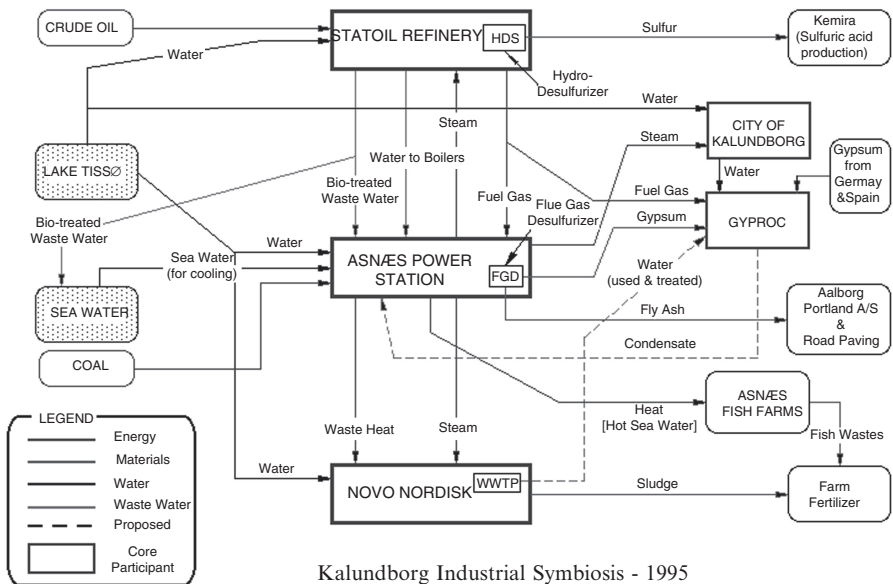 CRUDE OIL
STATOIL REFINERY
HDS
Sulfur
Kemira
(Sulfuric acid
production)
Water
Hydro-
Desulfurizer
Water
CITY OF
KALUNDBORG
Steam
Steam
Water to Boilers
LAKE TISSØ
Bio-treated
Waste Water
Fuel Gas
Flue Gas
Desulfurizer
Water
Fuel Gas
Gypsum
from
Germay
&Spain
Gypsum
GYPROC
Bio-treated
Waste Water
Sea Water
(for cooling)
Water
ASNÆS POWER
STATION
FGD
Water
(used & treated)
SEA WATER
Fly Ash
Aalborg
Portland A/S
&
Road Paving
COAL
Condensate
ASNÆS
FISH FARMS
Heat
[Hot Sea Water]
Waste Heat
Steam
Fish Wastes
Water
NOVO NORDISK
WWTP
Sludge
Farm
Fertilizer
LEGEND
Energy
Materials
Water
Waste Water
Proposed
Core
Participant
Kalundborg Industrial Symbiosis - 1995